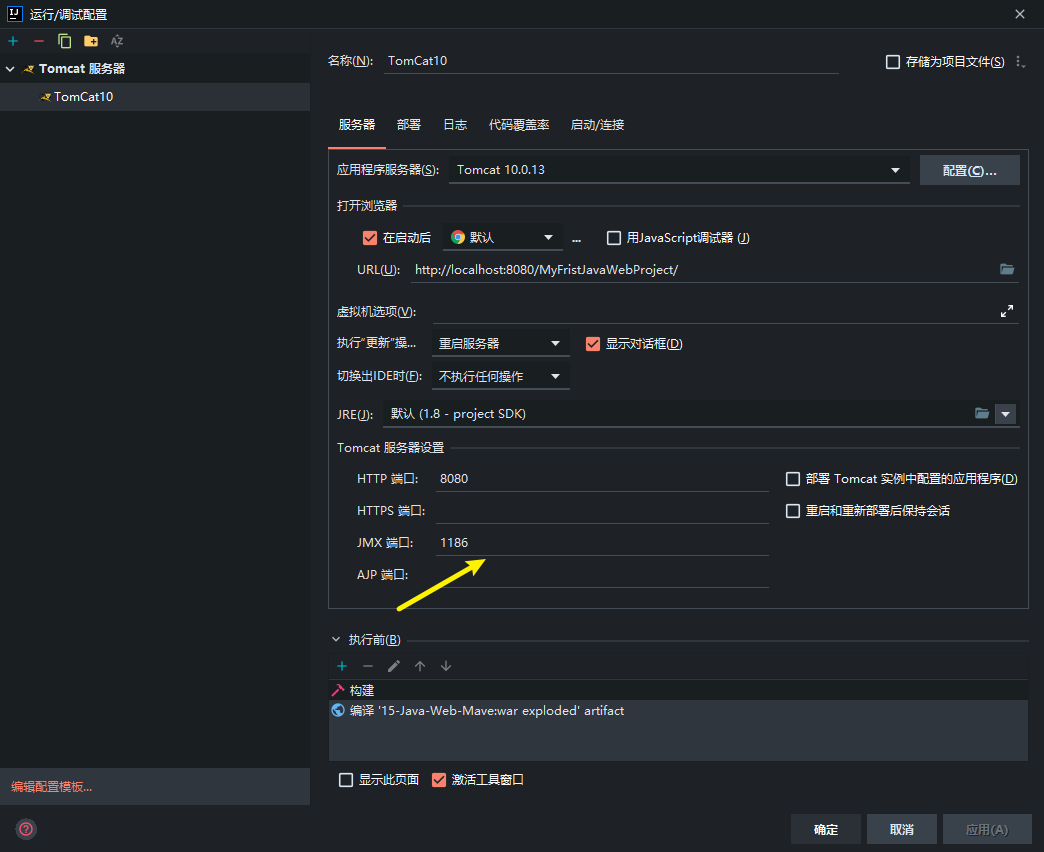 运行/调试配置
Tomcat 服务器
TomCat10
编辑配置模板...
名称(N): TomCat10 存储为项目文件(S)
服务器 部署 日志 代码覆盖率 启动/连接
应用程序服务器(S): Tomcat 10.0.13 配置(C)...
打开浏览器
在启动后 默认 ... 用JavaScript调试器 (J)
URL(U): http://localhost:8080/MyFristJavaWebProject/
虚拟机选项(V):
执行"更新"操... 重启服务器 显示对话框(D)
切换出IDE时(F): 不执行任何操作
JRE(J): 默认 (1.8 - project SDK)
Tomcat 服务器设置
HTTP 端口: 8080 部署 Tomcat 实例中配置的应用程序(D)
HTTPS 端口: 重启和重新部署后保持会话
JMX 端口: 1186
AJP 端口:
执行前(B)
构建
编译 '15-Java-Web-Mave:war exploded' artifact
显示此页面 激活工具窗口
确定 取消 应用(A)